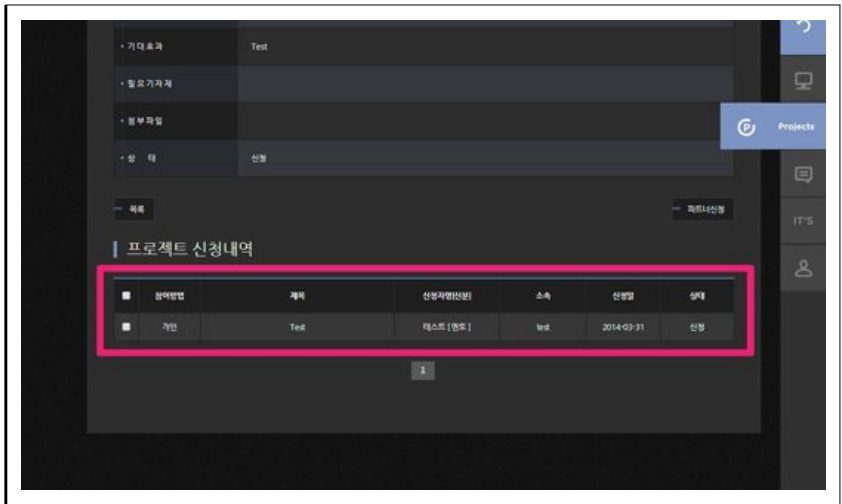 • 기대효과 Test
• 필요기자재
• 첨부파일
Projects
• 상 태 신청
목록 파트너신청
IT'S
프로젝트 신청내역
참여방법 제목 신청자명[신분] 소속 신청일 상태
개인 Test 테스트 [멘토] test 2014-03-31 신청
1